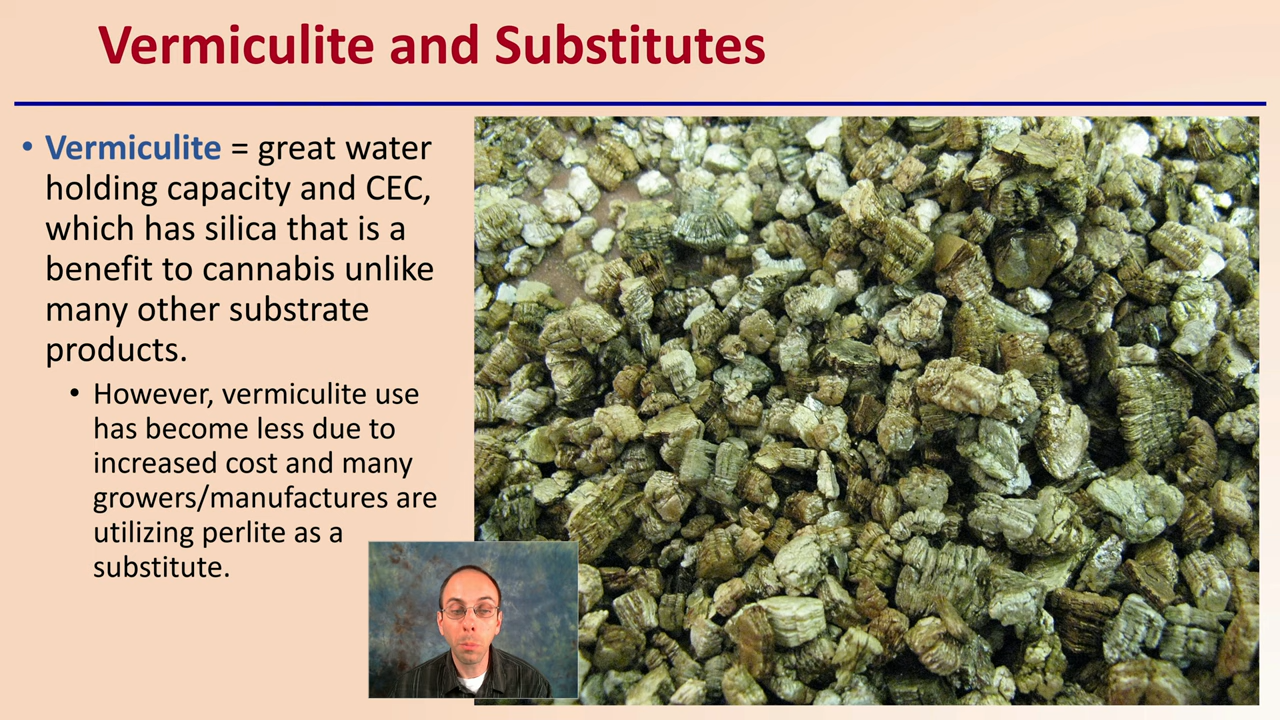 Vermiculite and Substitutes
• Vermiculite = great water
holding capacity and CEC,
which has silica that is a
benefit to cannabis unlike
many other substrate
products.
• However, vermiculite use
has become less due to
increased cost and many
growers/manufactures are
utilizing perlite as a
substitute.